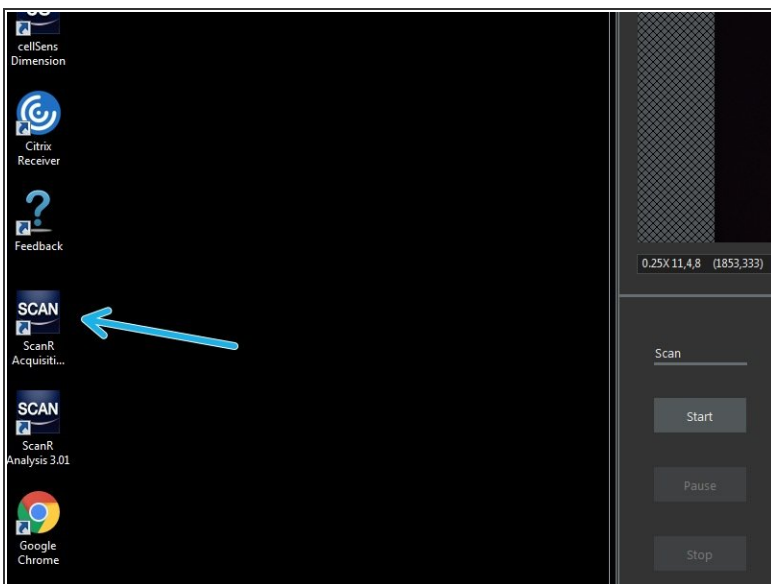 cellSens
Dimension
Citrix
Receiver
Feedback
SCAN
ScanR
Acquisiti...
SCAN
ScanR
Analysis 3.01
Google
Chrome
0.25X 11,4,8 (1853,333)
Scan
Start
Pause
Stop